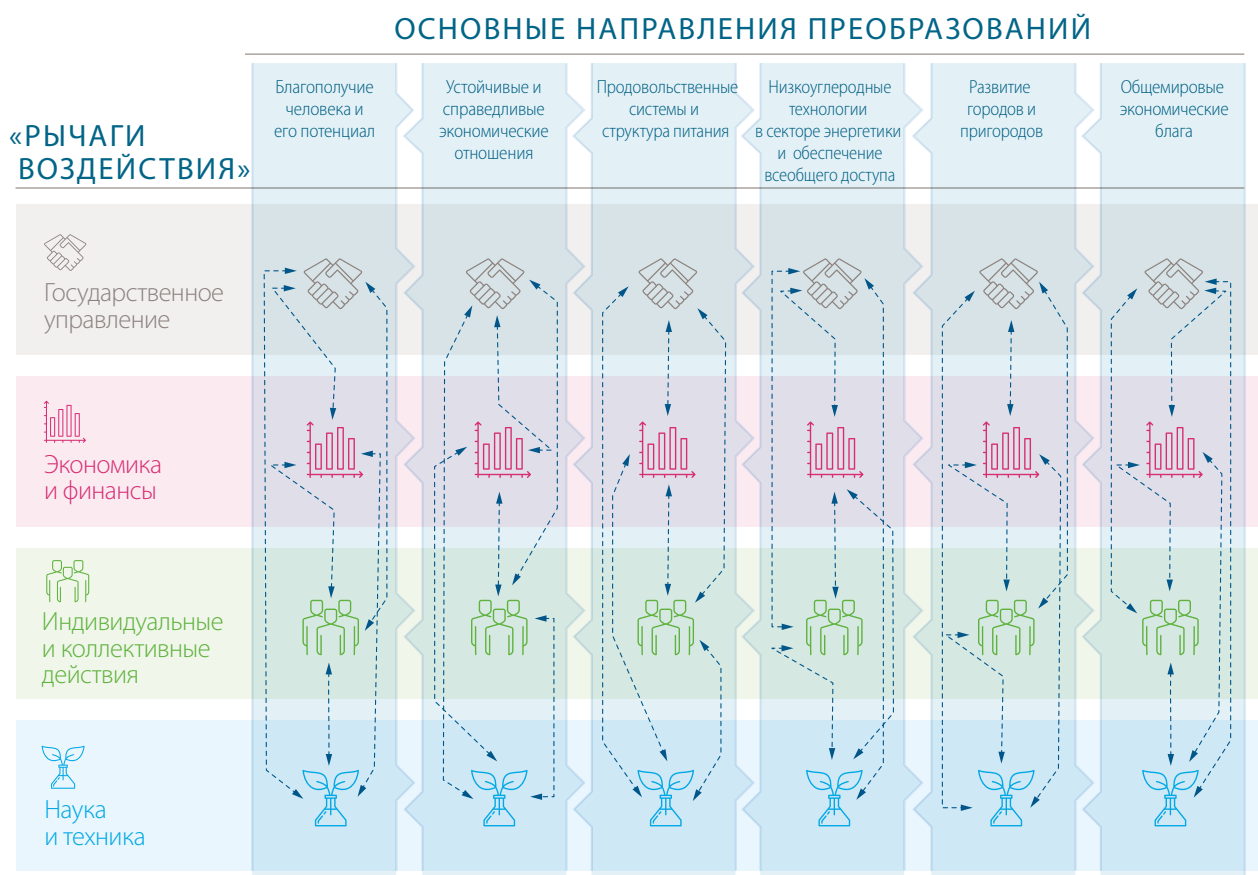 ОСНОВНЫЕ НАПРАВЛЕНИЯ ПРЕОБРАЗОВАНИЙ
«РЫЧАГИ
ВОЗДЕЙСТВИЯ»
Благополучие
человека и
его потенциал
Устойчивые и
справедливые
экономические
отношения
Продовольственные
системы и
структура питания
Низкоуглеродные
технологии
в секторе энергетики
и обеспечение
всеобщего доступа
Развитие
городов и
пригородов
Общемировые
экономические
блага
Государственное
управление
Экономика
и финансы
Индивидуальные
и коллективные
действия
Наука
и техника